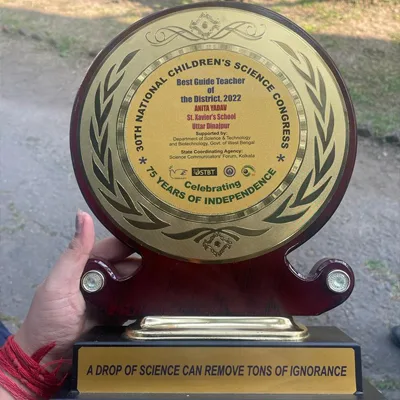 30TH NATIONAL CHILDREN'S SCIENCE CONGRESS
Best Guide Teacher
of the District, 2022
ANITA YADAV
St. Xavier's School
Uttar Dinajpur
Supported by:
Department of Science & Technology
and Biotechnology, Govt. of West Bengal
State Coordinating Agency:
Science Communicators' Forum, Kolkata
Celebrating
75 YEARS OF INDEPENDENCE
A DROP OF SCIENCE CAN REMOVE TONS OF IGNORANCE